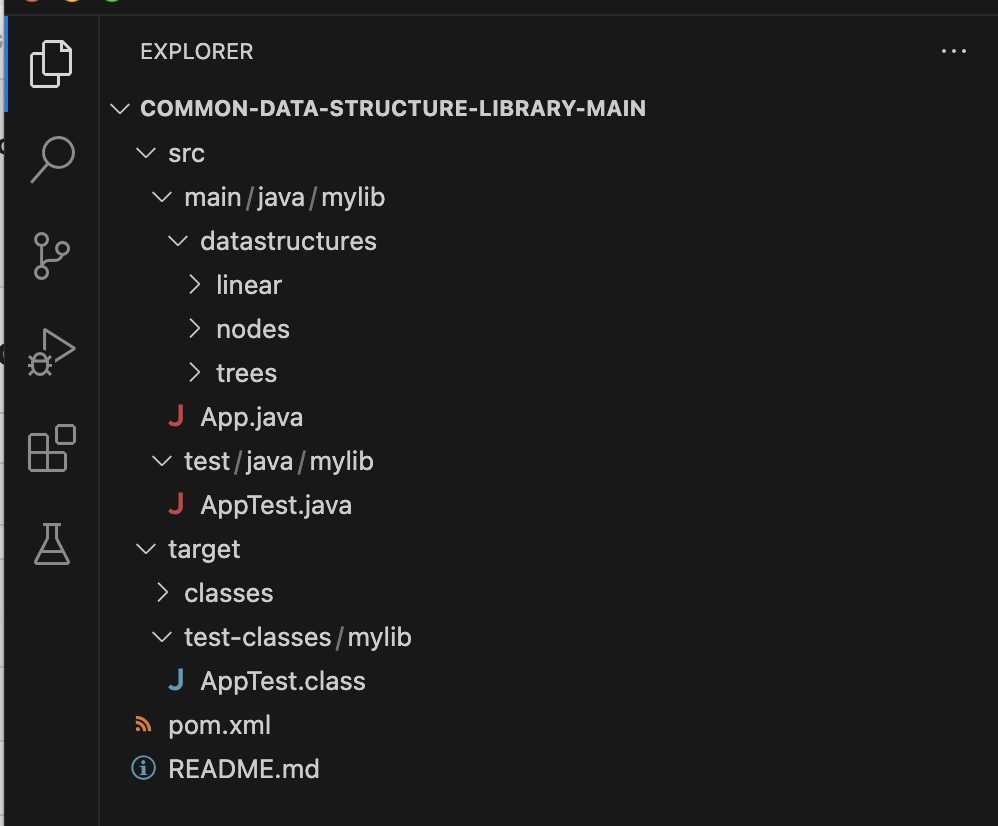 EXPLORER
COMMON-DATA-STRUCTURE-LIBRARY-MAIN
src
main/java/mylib
datastructures
linear
nodes
trees
J App.java
test/java/mylib
J AppTest.java
target
classes
test-classes/mylib
J AppTest.class
pom.xml
README.md